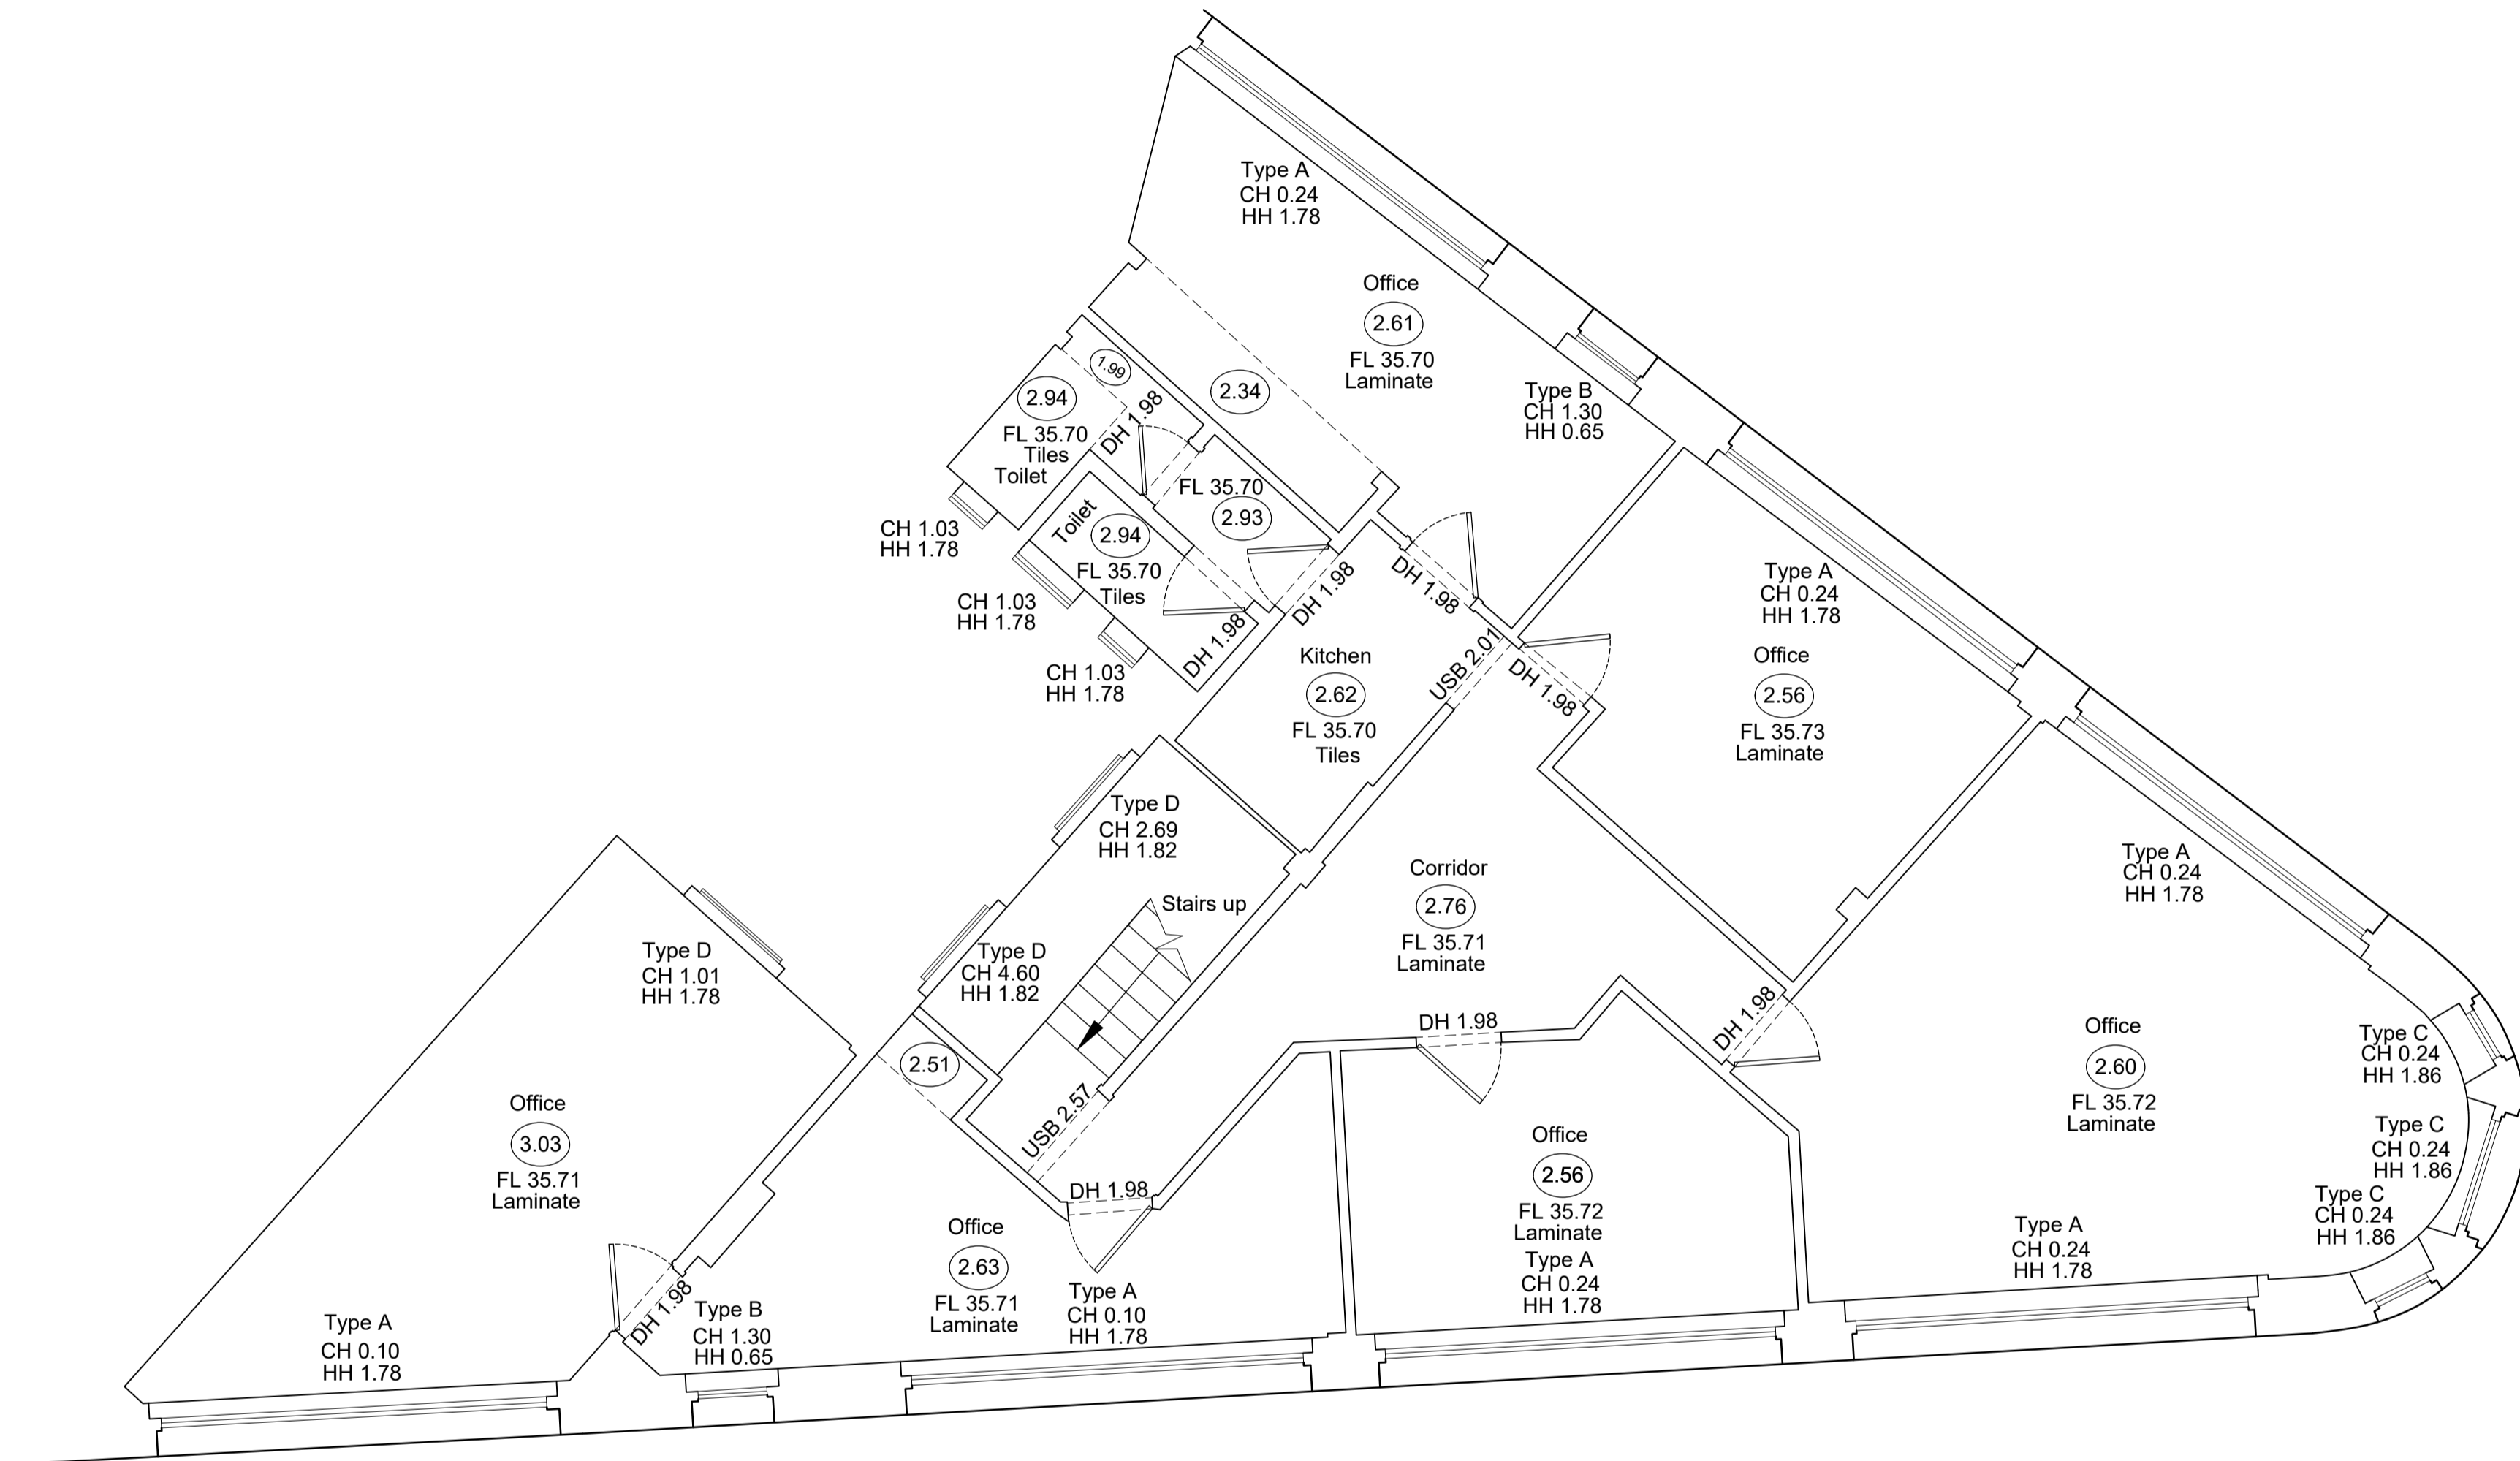 Type A
CH 0.24
HH 1.78
Office
2.61
FL 35.70
Laminate
Type B
CH 1.30
HH 0.65
2.34
1.99
2.94
FL 35.70
Tiles
Toilet
DH 1.98
FL 35.70
2.93
Toilet
2.94
FL 35.70
Tiles
CH 1.03
HH 1.78
CH 1.03
HH 1.78
CH 1.03
HH 1.78
DH 1.98
DH 1.98
DH 1.98
Kitchen
2.62
FL 35.70
Tiles
USB 2.01
DH 1.98
Type A
CH 0.24
HH 1.78
Office
2.56
FL 35.73
Laminate
Type D
CH 2.69
HH 1.82
Stairs up
Type D
CH 4.60
HH 1.82
Corridor
2.76
FL 35.71
Laminate
Type A
CH 0.24
HH 1.78
Type D
CH 1.01
HH 1.78
DH 1.98
DH 1.98
Office
2.60
FL 35.72
Laminate
Type C
CH 0.24
HH 1.86
Type C
CH 0.24
HH 1.86
Type C
CH 0.24
HH 1.86
Type A
CH 0.24
HH 1.78
2.51
USB 2.57
DH 1.98
Office
3.03
FL 35.71
Laminate
Type A
CH 0.10
HH 1.78
DH 1.98
Type B
CH 1.30
HH 0.65
Office
2.63
FL 35.71
Laminate
Type A
CH 0.10
HH 1.78
Office
2.56
FL 35.72
Laminate
Type A
CH 0.24
HH 1.78